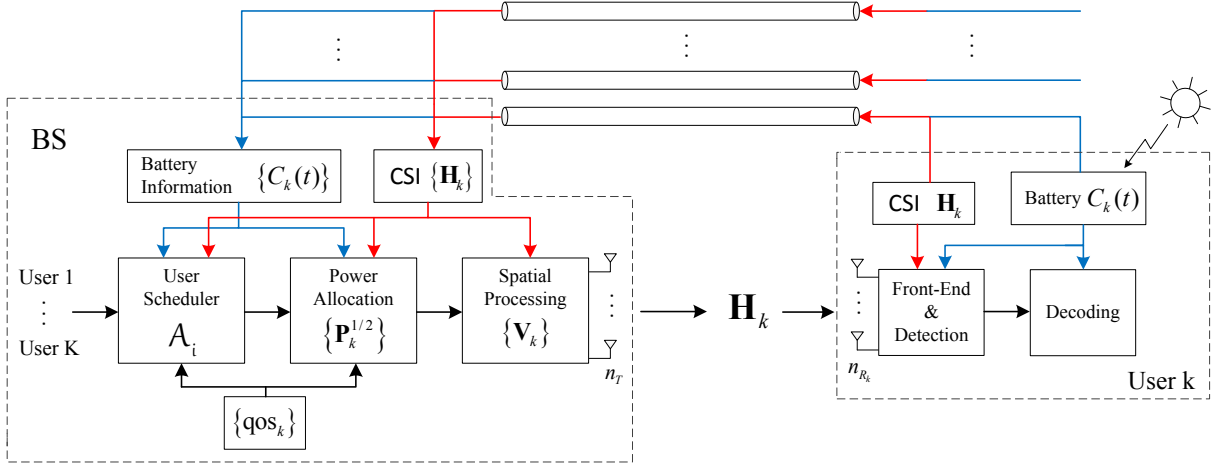 BS
Battery
Information {C_k(t)}
CSI {H_k}
User 1
⋮
User K
User
Scheduler
A_i
Power
Allocation
{P_k^{1/2}}
Spatial
Processing
{V_k}
n_T
{qos_k}
H_k
CSI H_k
Battery C_k(t)
Front-End
&
Detection
Decoding
n_{R_k}
User k